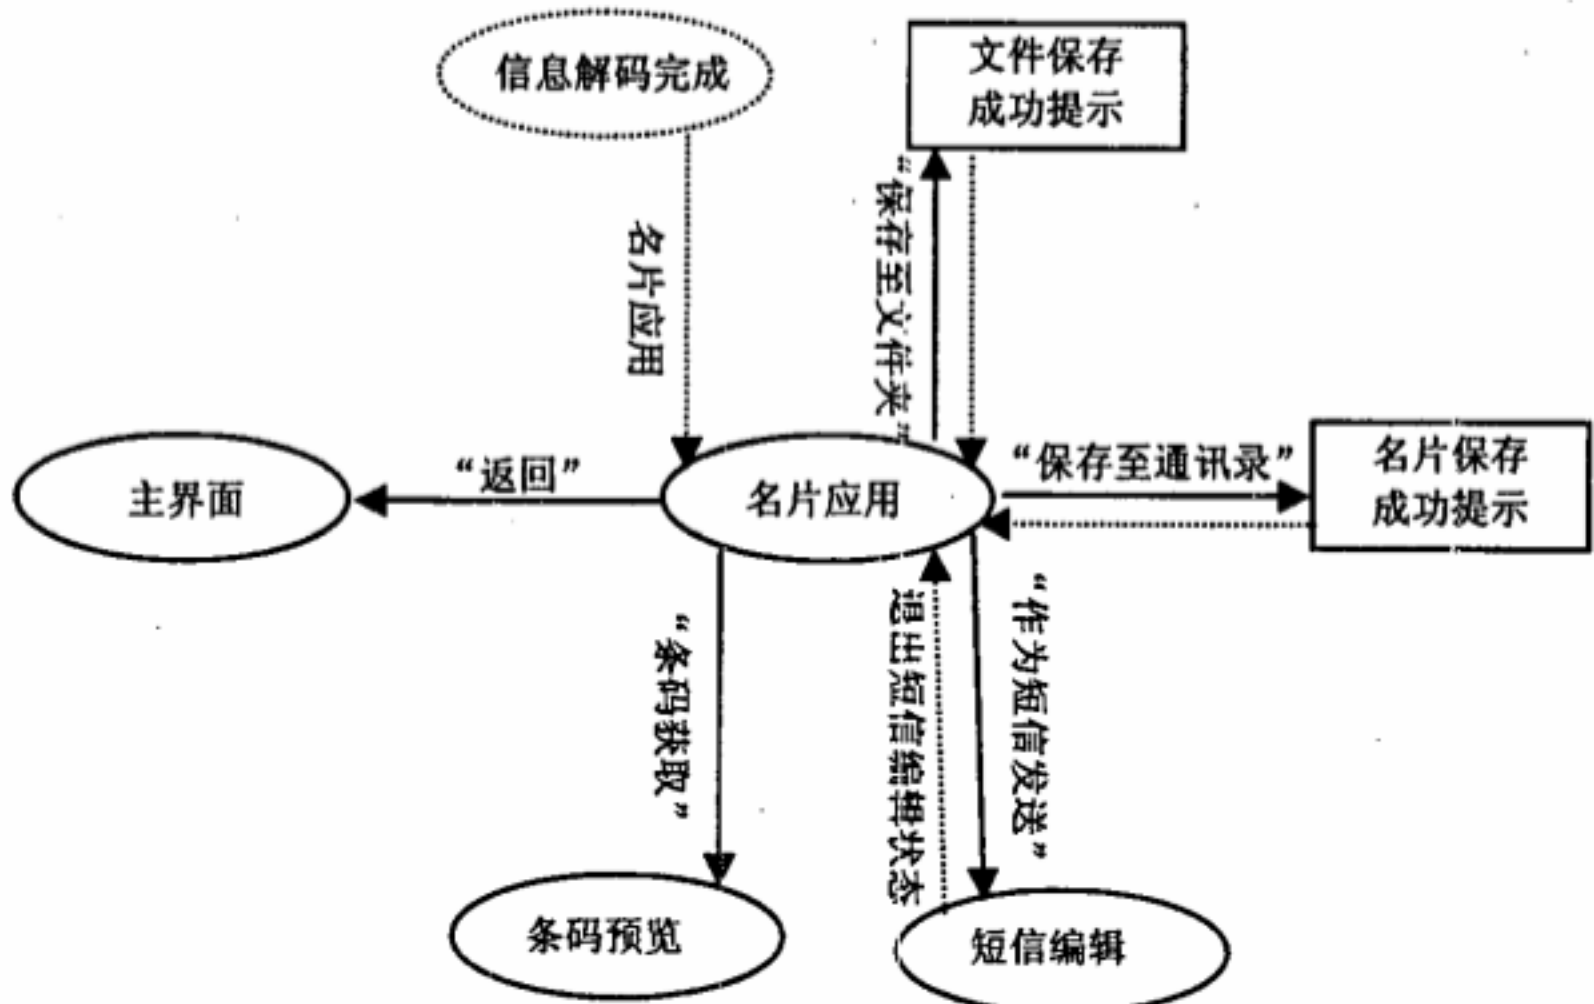 信息解码完成
文件保存
成功提示
名片应用
“保存至文件夹”
主界面
“返回”
名片应用
“保存至通讯录”
名片保存
成功提示
“条码获取”
退出短信编辑状态
“作为短信发送”
条码预览
短信编辑